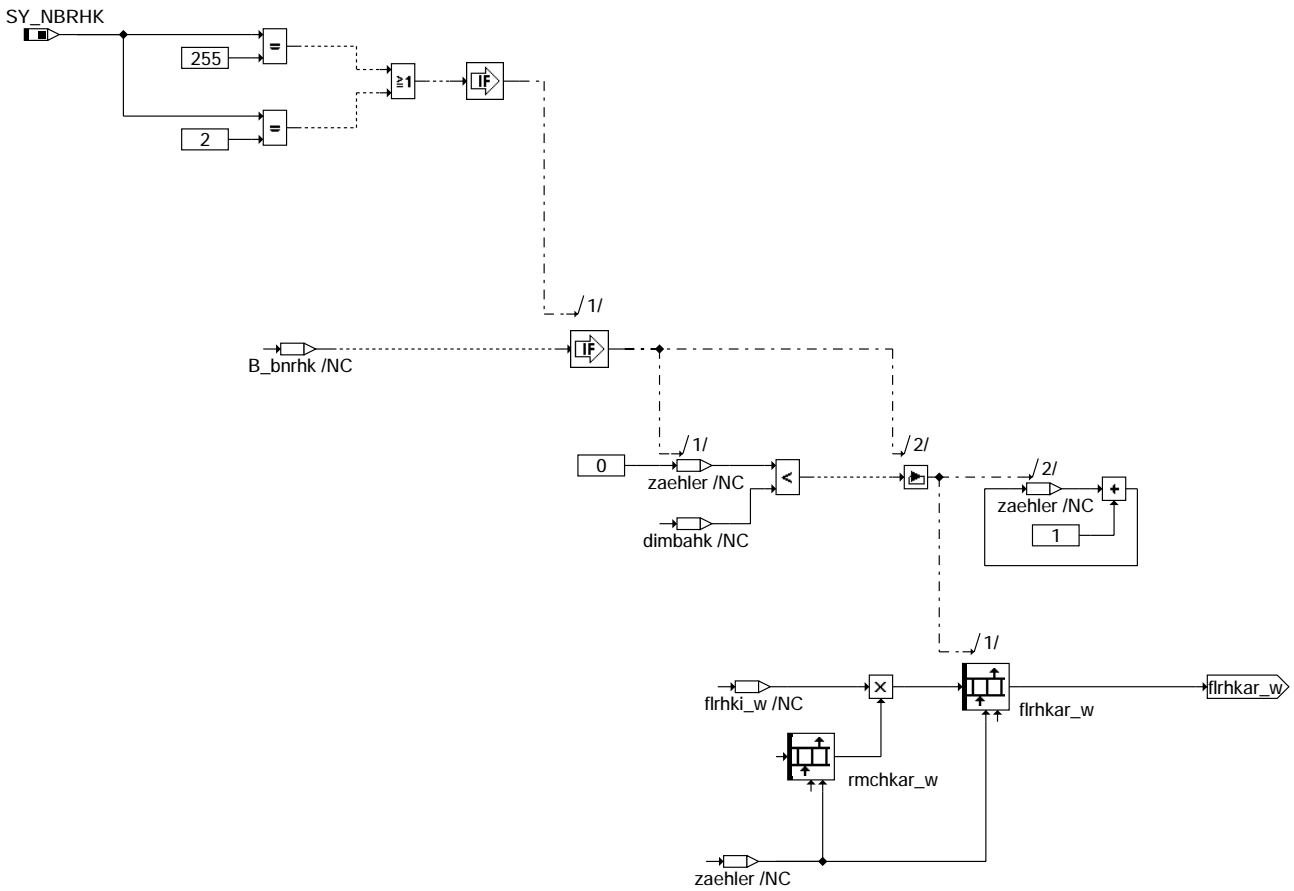 SY_NBRHK
=
255
≥1
IF
=
2
/1/
IF
B_bnrhk /NC
/1/
/2/
0
<
/2/
zaehler /NC
+
zaehler /NC
1
dimbahk /NC
/1/
×
flrhki_w /NC
flrhkar_w
flrhkar_w
rmchkar_w
zaehler /NC